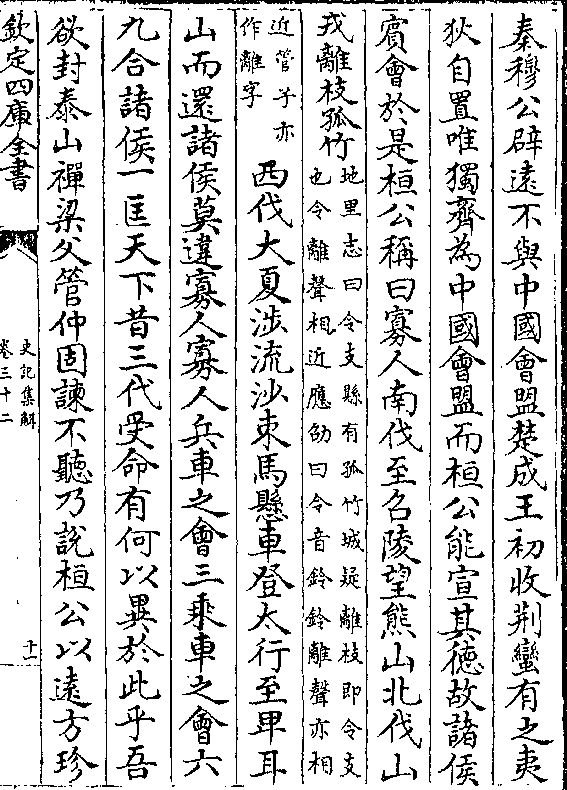 秦穆公辟遠不與中國會盟楚成王初收荆蠻有之夷
狄自置唯獨齊為中國會盟而桓公能宣其德故諸侯
賔會於是桓公稱曰寡人南伐至召陵望熊山北伐山
戎離枝孤竹
地里志曰令支縣有孤竹城疑離枝即令支
也令離聲相近應劭曰令音鈴鈴離聲亦相
近管子亦
作離字
西伐大夏涉流沙束馬懸車登太行至卑耳
山而還諸侯莫違寡人寡人兵車之會三乘車之會六
九合諸侯一匡天下昔三代受命有何以異於此乎吾
欲封泰山禪梁父管仲固諫不聽乃說桓公以遠方珍
欽定四庫全書
史記集解
卷三十二
十一